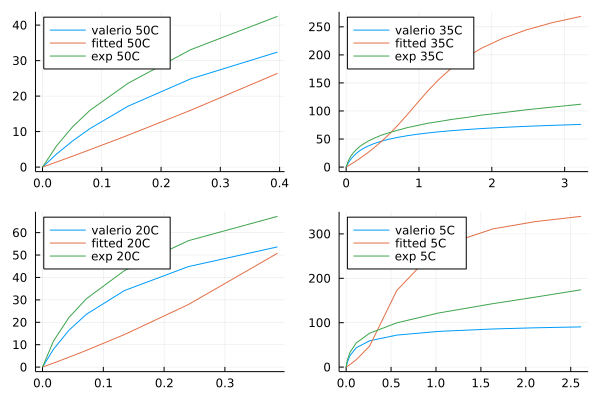 valerio 50C
fitted 50C
exp 50C
40
30
20
10
0
0.0 0.1 0.2 0.3 0.4
valerio 35C
fitted 35C
exp 35C
250
200
150
100
50
0
0 1 2 3
valerio 20C
fitted 20C
exp 20C
60
50
40
30
20
10
0
0.0 0.1 0.2 0.3
valerio 5C
fitted 5C
exp 5C
300
200
100
0
0.0 0.5 1.0 1.5 2.0 2.5